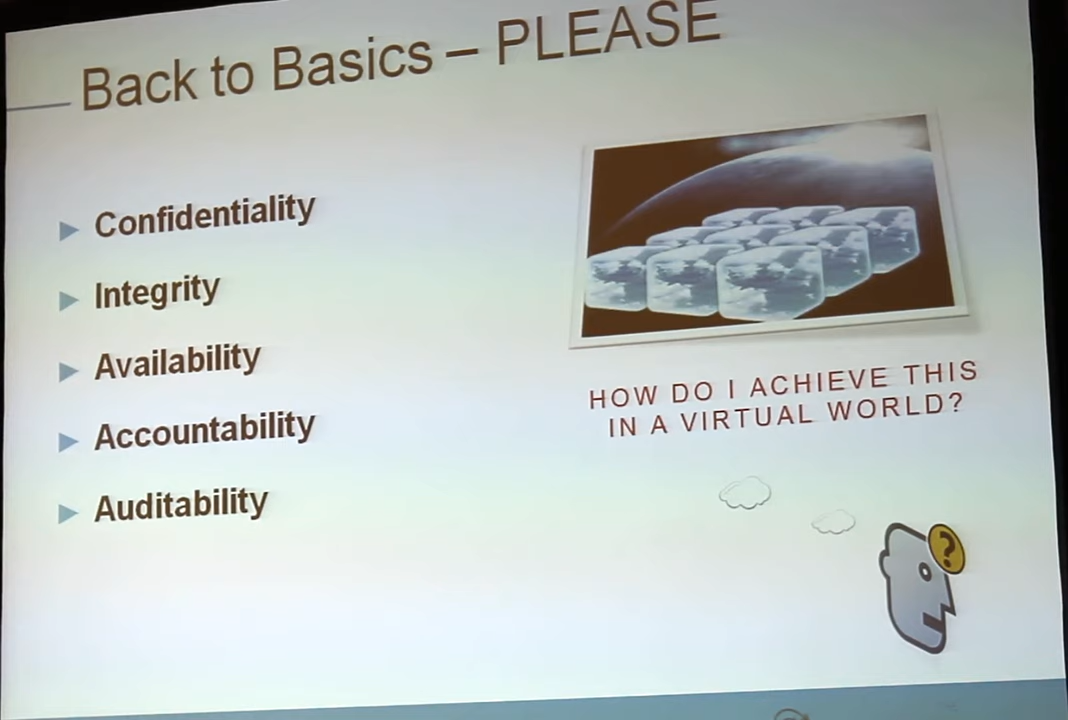 Back to Basics – PLEASE
Confidentiality
Integrity
Availability
Accountability
Auditability
HOW DO I ACHIEVE THIS
IN A VIRTUAL WORLD?
?